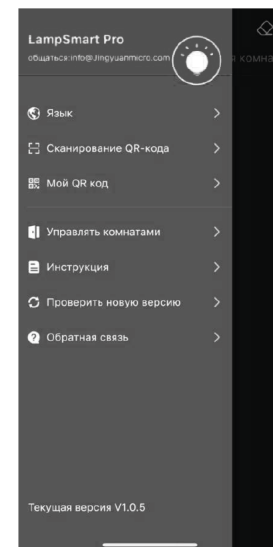 LampSmart Pro
общаться:info@Jingyuanmicro.com
я комна
Язык
Сканирование QR-кода
Мой QR код
Управлять комнатами
Инструкция
Проверить новую версию
Обратная связь
Текущая версия V1.0.5